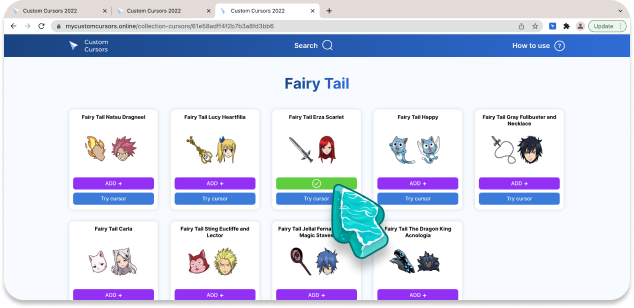 Custom Cursors 2022
Custom Cursors 2022
Custom Cursors 2022
mycustomcursors.online/collection-cursors/61e58adff4f2b7b3a8fd3bb6
Update
Custom
Cursors
Search
How to use ?
Fairy Tail
Fairy Tail Natsu Dragneel
Fairy Tail Lucy Heartfilia
Fairy Tail Erza Scarlet
Fairy Tail Happy
Fairy Tail Gray Fullbuster and
Necklace
ADD +
ADD +
ADD +
ADD +
Try cursor
Try cursor
Try cursor
Try cursor
Try cursor
Fairy Tail Carla
Fairy Tail Sting Eucliffe and
Lector
Fairy Tail Jellal
Magic Staves
Fairy Tail The Dragon King
Acnologia
ADD +
ADD +
ADD +
ADD +